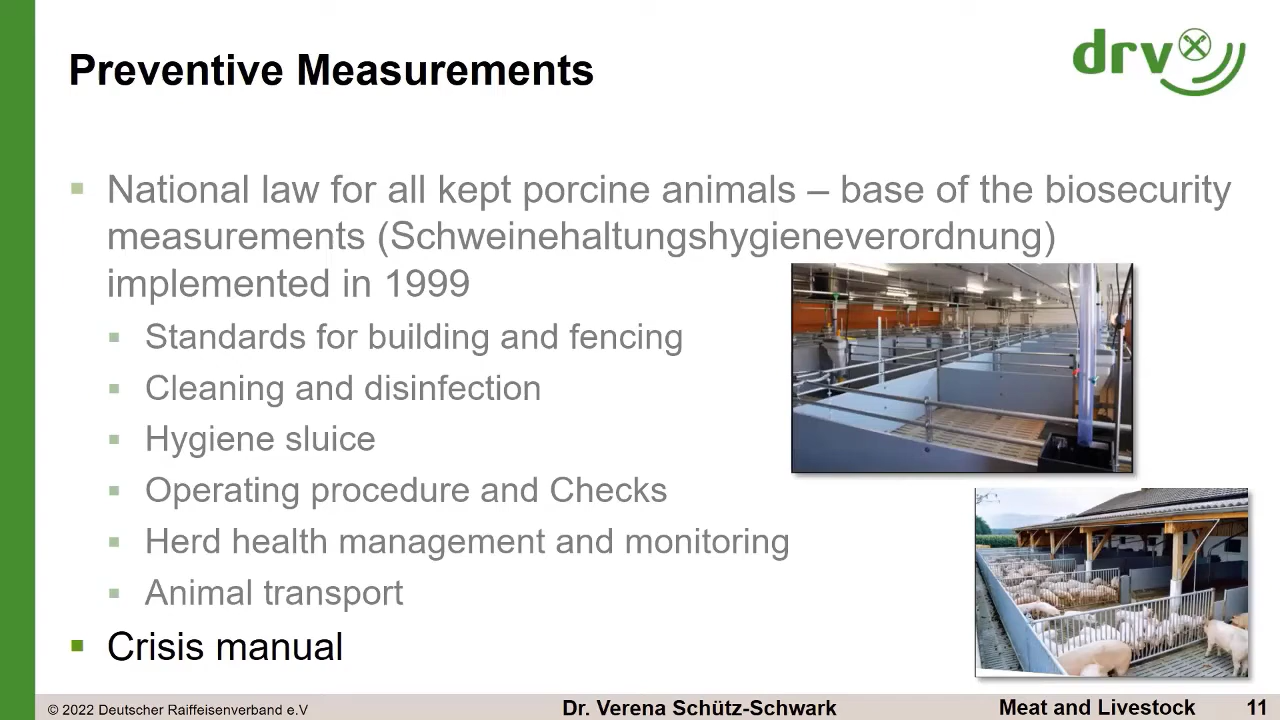 Preventive Measurements
drv
National law for all kept porcine animals – base of the biosecurity
measurements (Schweinehaltungshygieneverordnung)
implemented in 1999
Standards for building and fencing
Cleaning and disinfection
Hygiene sluice
Operating procedure and Checks
Herd health management and monitoring
Animal transport
Crisis manual
© 2022 Deutscher Raiffeisenverband e.V
Dr. Verena Schütz-Schwark
Meat and Livestock
11